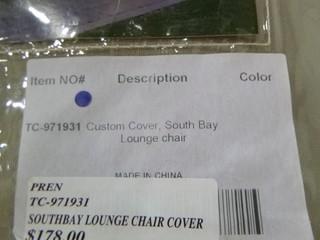 Item NO# Description Color
TC-971931 Custom Cover, South Bay
Lounge chair
MADE IN CHINA
PREN
TC-971931
SOUTHBAY LOUNGE CHAIR COVER
$178.00